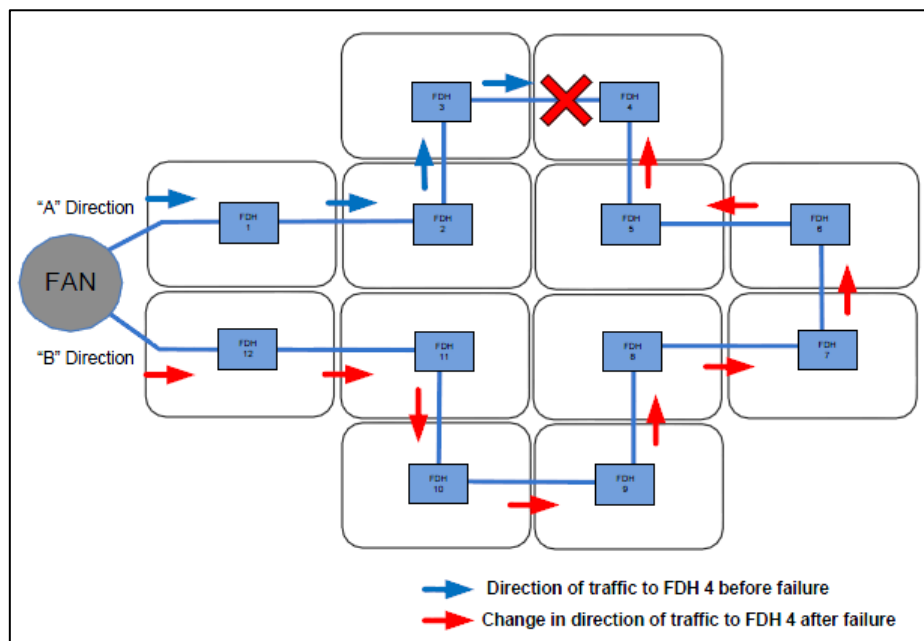 FDH
3
FDH
4
"A" Direction
FDH
1
FDH
2
FDH
5
FDH
6
FAN
"B" Direction
FDH
12
FDH
11
FDH
8
FDH
7
FDH
10
FDH
9
Direction of traffic to FDH 4 before failure
Change in direction of traffic to FDH 4 after failure